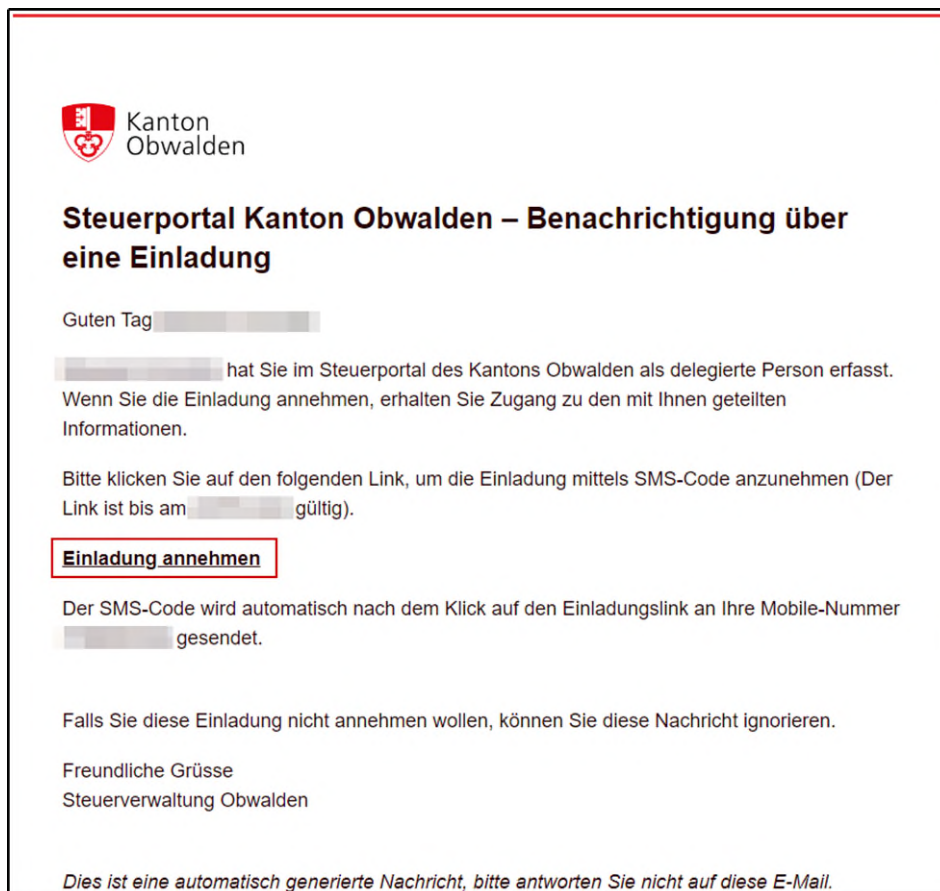 Kanton
Obwalden
Steuerportal Kanton Obwalden – Benachrichtigung über
eine Einladung
Guten Tag
hat Sie im Steuerportal des Kantons Obwalden als delegierte Person erfasst.
Wenn Sie die Einladung annehmen, erhalten Sie Zugang zu den mit Ihnen geteilten
Informationen.
Bitte klicken Sie auf den folgenden Link, um die Einladung mittels SMS-Code anzunehmen (Der
Link ist bis am gültig).
Einladung annehmen
Der SMS-Code wird automatisch nach dem Klick auf den Einladungslink an Ihre Mobile-Nummer
gesendet.
Falls Sie diese Einladung nicht annehmen wollen, können Sie diese Nachricht ignorieren.
Freundliche Grüsse
Steuerverwaltung Obwalden
Dies ist eine automatisch generierte Nachricht, bitte antworten Sie nicht auf diese E-Mail.